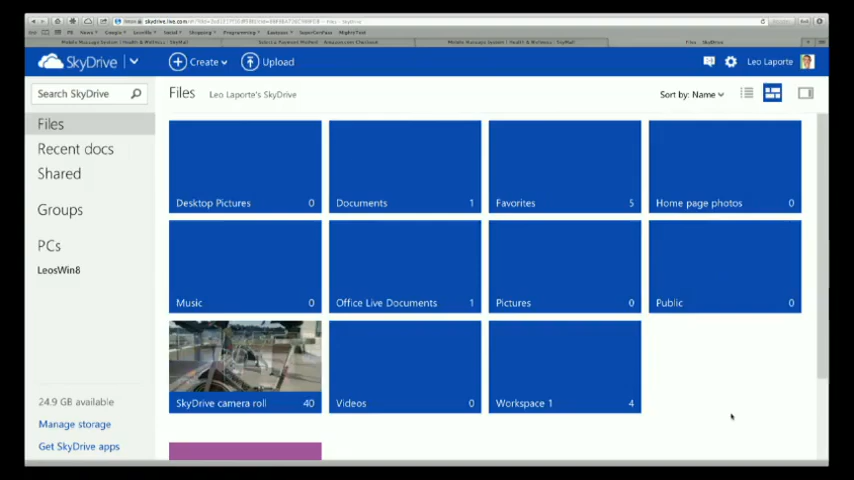 skydrive.live.com
SkyDrive
Create
Upload
Leo Laporte
Search SkyDrive
Files
Leo Laporte's SkyDrive
Sort by: Name
Files
Recent docs
Shared
Groups
PCs
LeosWin8
Desktop Pictures 0
Documents 1
Favorites 5
Home page photos 0
Music 0
Office Live Documents 1
Pictures 0
Public 0
SkyDrive camera roll 40
Videos 0
Workspace 1 4
24.9 GB available
Manage storage
Get SkyDrive apps